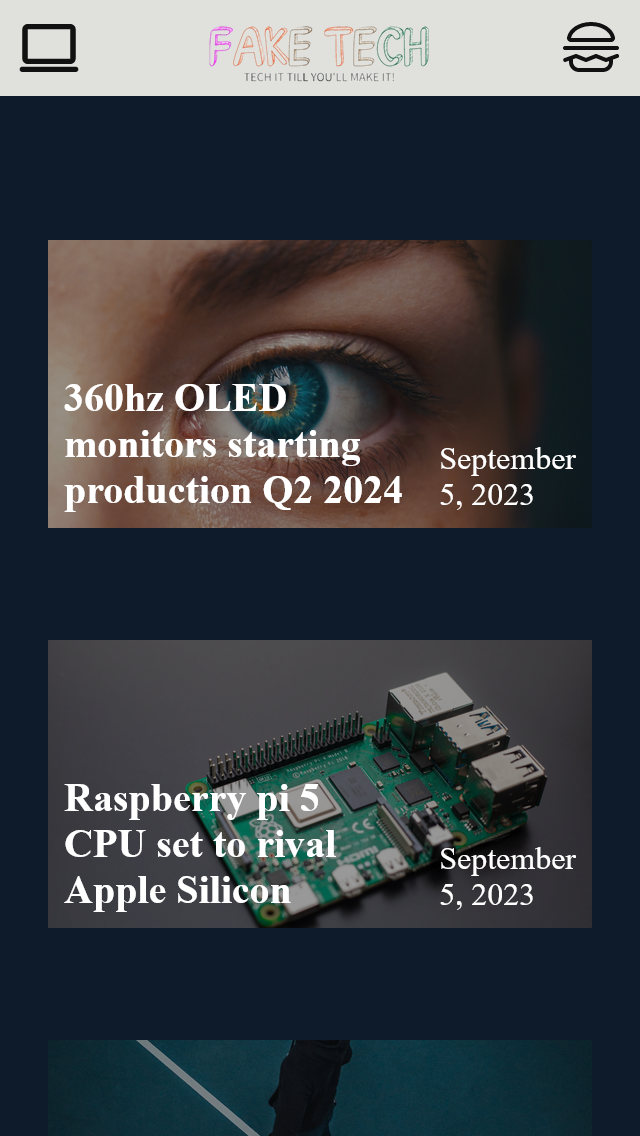 FAKE TECH
TECH IT TILL YOU'LL MAKE IT!
360hz OLED
monitors starting
production Q2 2024
September
5, 2023
Raspberry pi 5
CPU set to rival
Apple Silicon
September
5, 2023